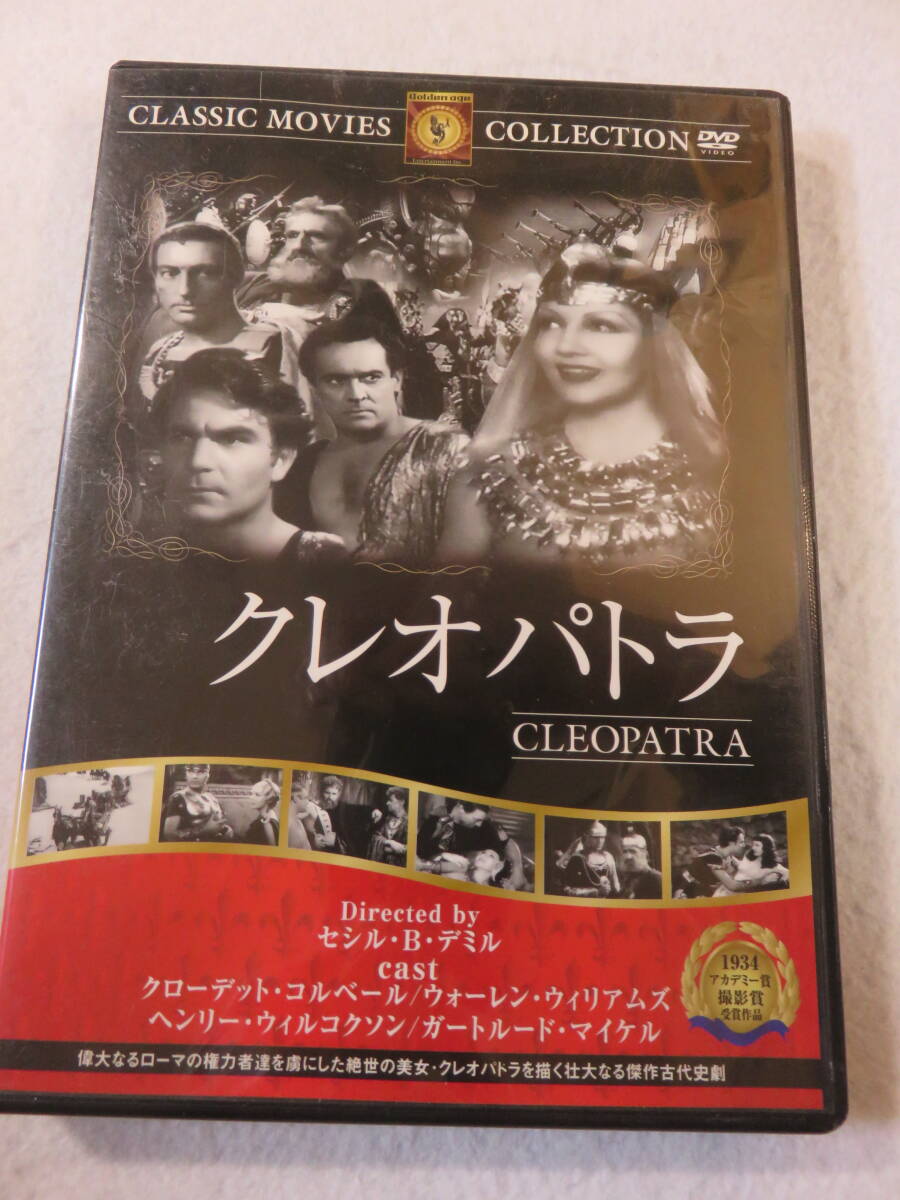 Golden age
CLASSIC MOVIES COLLECTION
DVD
VIDEO
Entertainment Inc.
クレオパトラ
CLEOPATRA
Directed by
セシル・B・デミル
cast
クローデット・コルベール/ウォーレン・ウィリアムズ
ヘンリー・ウィルコクソン/ガートルード・マイケル
1934
アカデミー賞
撮影賞
受賞作品
偉大なるローマの権力者達を虜にした絶世の美女・クレオパトラを描く壮大なる傑作古代史劇